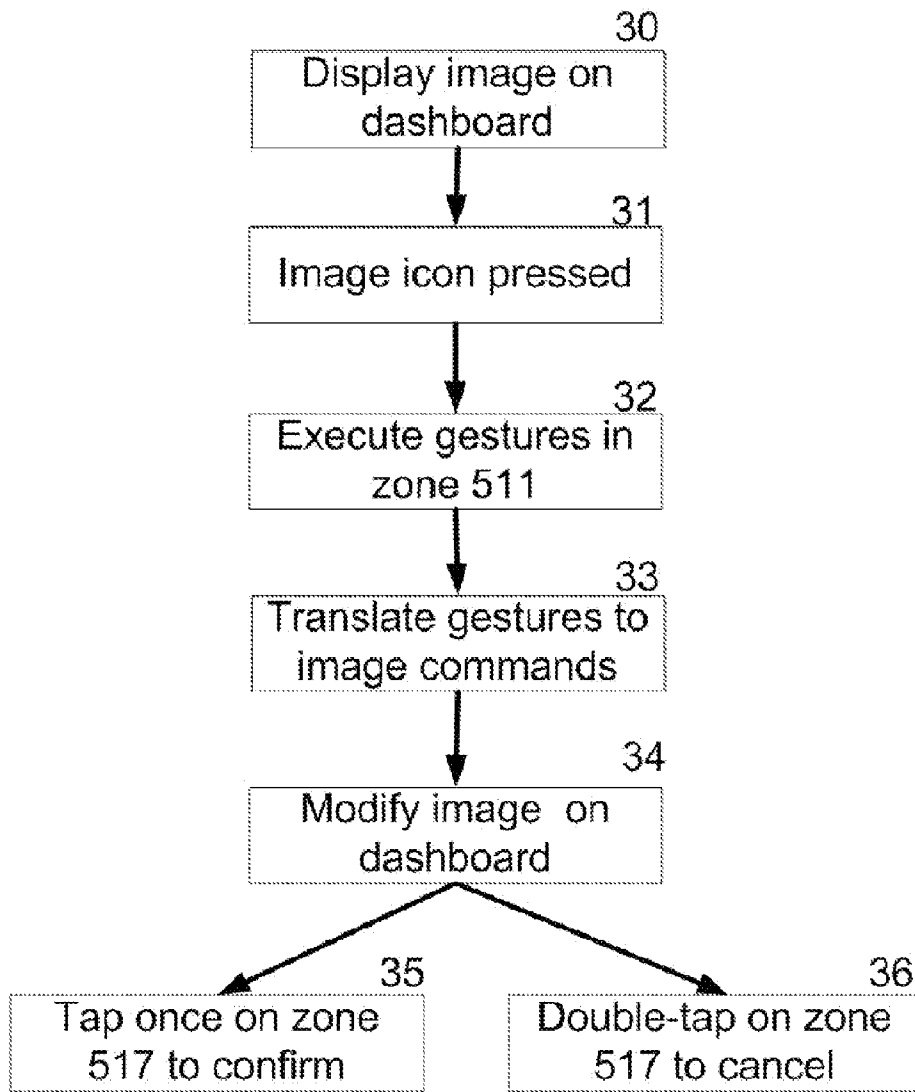 30
Display image on
dashboard
31
Image icon pressed
32
Execute gestures in
zone 511
33
Translate gestures to
image commands
34
Modify image on
dashboard
35
Tap once on zone
517 to confirm
36
Double-tap on zone
517 to cancel